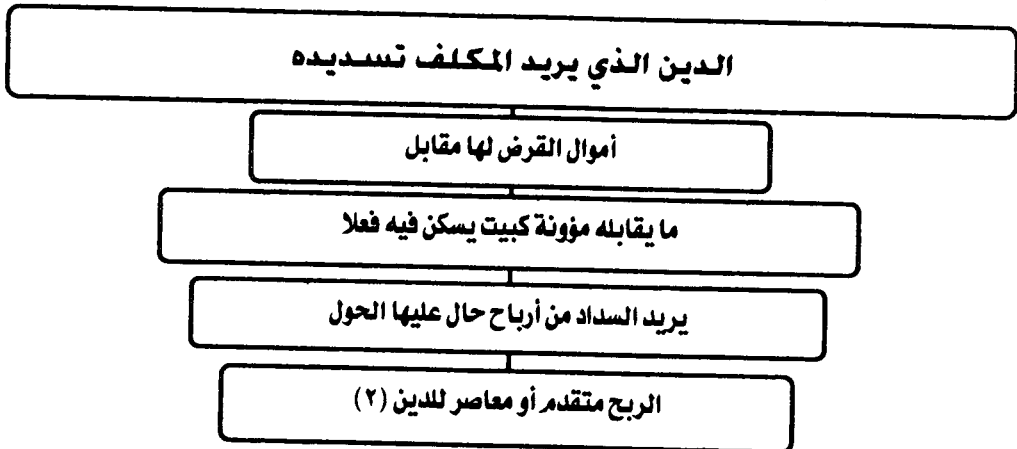 الدين الذي يريد المكلف تسديده
أموال القرض لها مقابل
ما يقابله مؤونة كبيت يسكن فيه فعلا
يريد السداد من أرباح حال عليها الحول
الربح متقدم أو معاصر للدين (٢)